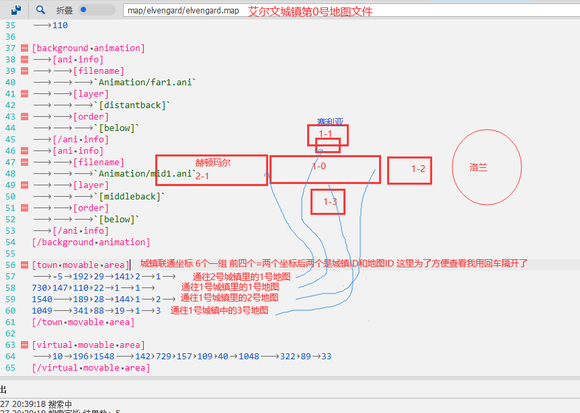 折叠 map/elvengard/elvengard.map 艾尔文城镇第0号地图文件
35 ——→110
36
37 [background·animation]
38 ——→[ani·info]
39 ——→——→[filename]
40 ——→——→——→`Animation/far1.ani`
41 ——→——→[layer]
42 ——→——→——→`[distantback]`
43 ——→——→[order]
44 ——→——→——→`[below]`
45 ——→[/ani·info]
46 ——→[ani·info]
47 ——→——→[filename]
48 ——→——→——→`Animation/mid1.ani`
49 ——→——→[layer]
50 ——→——→——→`[middleback]`
51 ——→——→[order]
52 ——→——→——→`[below]`
53 ——→[/ani·info]
54 [/background·animation]
55
赛利亚
1-1
赫顿玛尔
2-1
1-0
1-2
洛兰
1-3
56 [town·movable·area] 城镇联通坐标 6个一组 前四个=两个坐标后两个是城镇ID和地图ID 这里为了方便查看我用回车隔开了
57 ——→-5→192→29→141→2——→1——→ 通往2号城镇里的1号地图
58 730→147→110→22→1——→1——→ 通往1号城镇里的1号地图
59 1540——→189→28→144→1——→2——→ 通往1号城镇里的2号地图
60 1049——→341→88→19→1——→3 通往1号城镇中的3号地图
61 [/town·movable·area]
62
63 [virtual·movable·area]
64 ——→10→196→1548——→142→729→157→109→40→1048——→322→89→33
65 [/virtual·movable·area]
出
27 20:39:18 搜索中